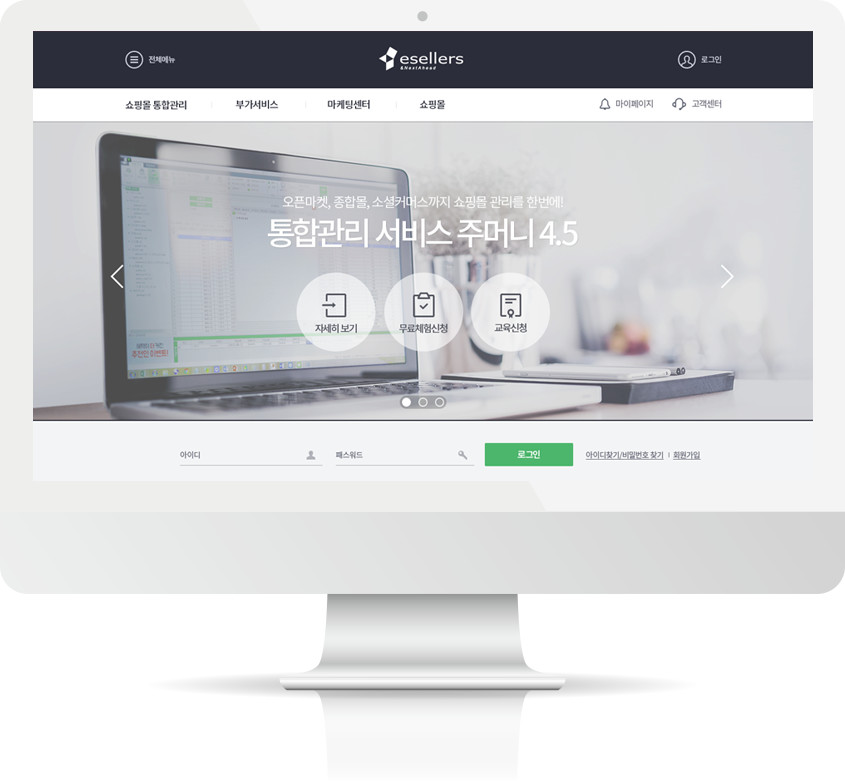 전체메뉴
esellers
&NextAhead
로그인
쇼핑몰 통합관리
부가서비스
마케팅센터
쇼핑몰
마이페이지
고객센터
오픈마켓, 종합몰, 소셜커머스까지 쇼핑몰 관리를 한번에!
통합관리 서비스 주머니 4.5
자세히 보기
무료체험신청
교육신청
아이디
패스워드
로그인
아이디찾기/비밀번호 찾기 | 회원가입